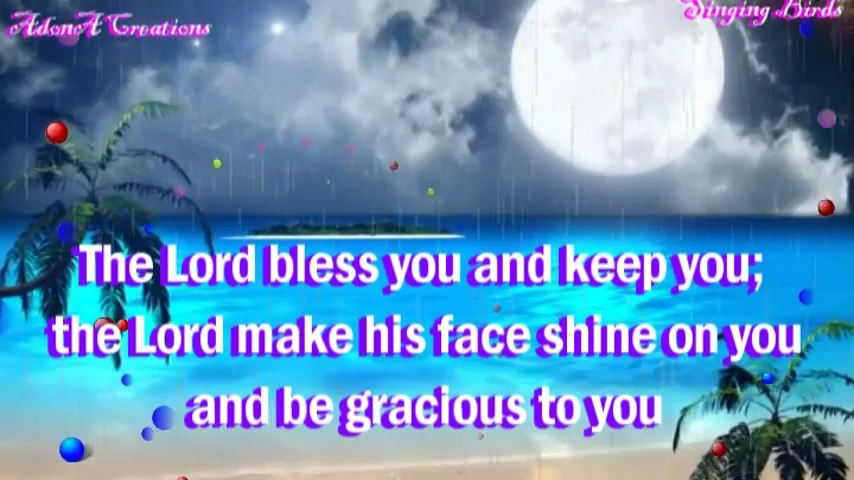 AdonA Creations
Singing Birds
The Lord bless you and keep you;
the Lord make his face shine on you
and be gracious to you